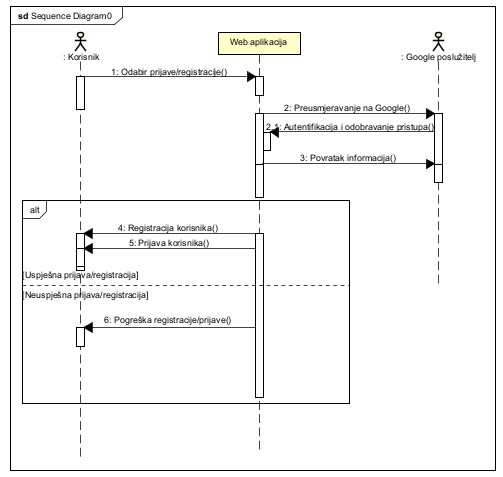 sd Sequence Diagram0
: Korisnik
Web aplikacija
: Google poslužitelj
1: Odabir prijave/registracije()
2: Preusmjeravanje na Google()
2.1: Autentifikacija i odobravanje pristupa()
3: Povratak informacija()
alt
4: Registracija korisnika()
5: Prijava korisnika()
[Uspješna prijava/registracija]
[Neuspješna prijava/registracija]
6: Pogreška registracije/prijave()